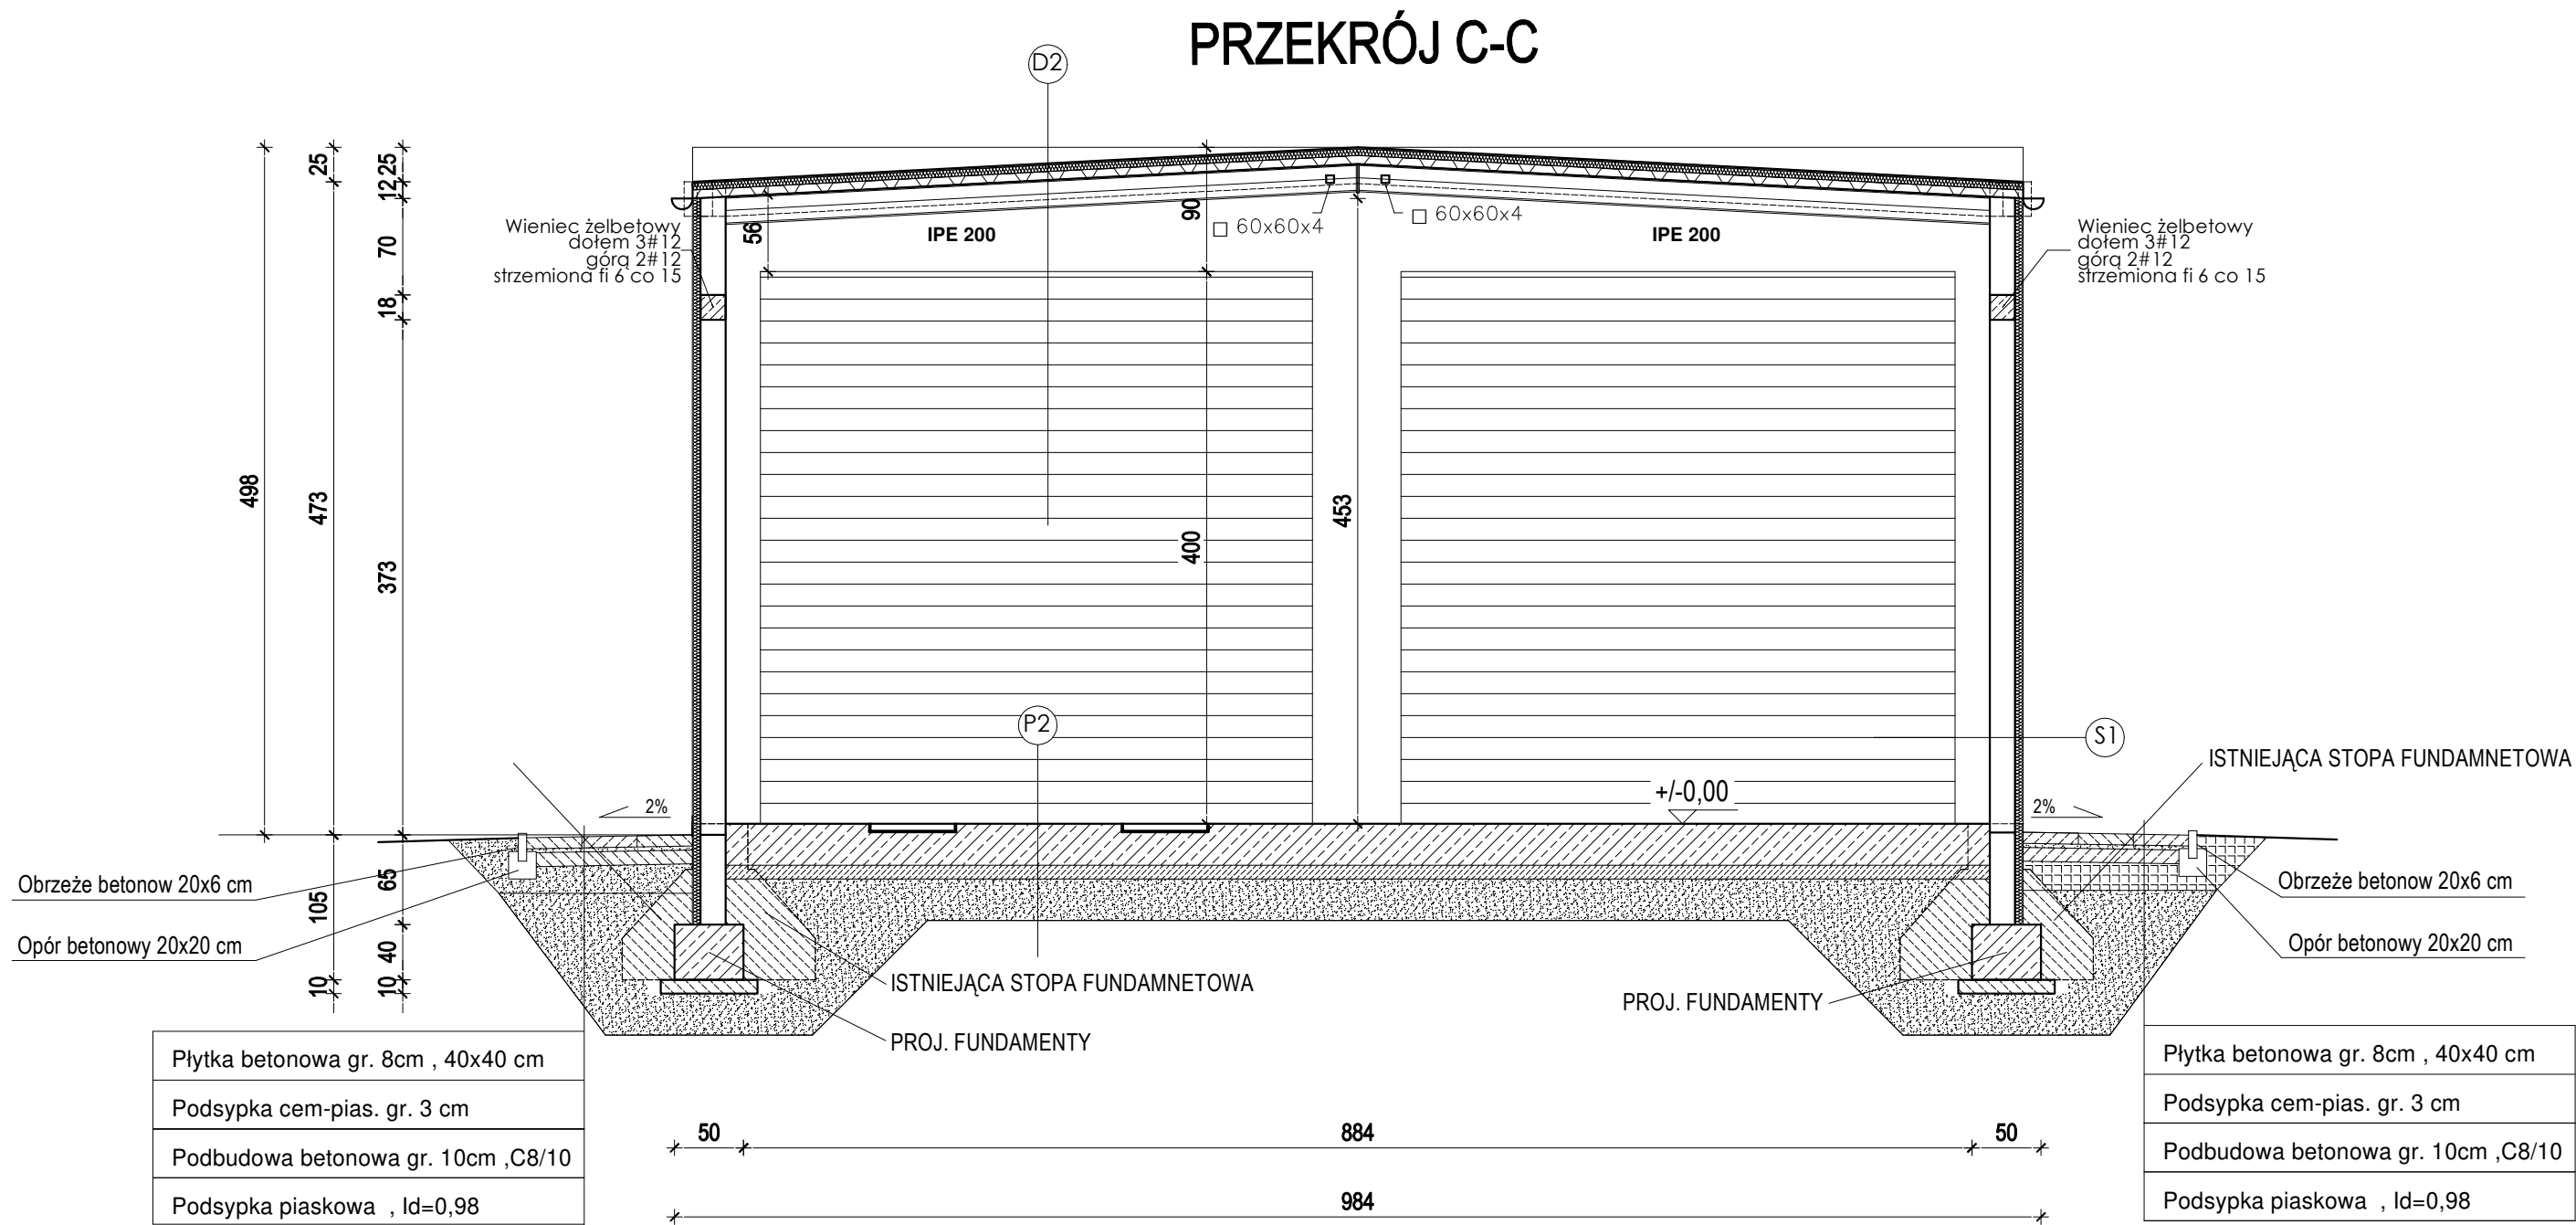 PRZEKRÓJ C-C
D2
25
25
12
70
18
498
473
373
65
105
40
10
10
Wieniec żelbetowy
dołem 3#12
górą 2#12
strzemiona fi 6 co 15
56
IPE 200
90
60x60x4
60x60x4
IPE 200
Wieniec żelbetowy
dołem 3#12
górą 2#12
strzemiona fi 6 co 15
400
453
P2
S1
+/-0,00
2%
2%
ISTNIEJĄCA STOPA FUNDAMNETOWA
Obrzeże betonow 20x6 cm
Opór betonowy 20x20 cm
Obrzeże betonow 20x6 cm
Opór betonowy 20x20 cm
ISTNIEJĄCA STOPA FUNDAMNETOWA
PROJ. FUNDAMENTY
PROJ. FUNDAMENTY
Płytka betonowa gr. 8cm , 40x40 cm
Podsypka cem-pias. gr. 3 cm
Podbudowa betonowa gr. 10cm ,C8/10
Podsypka piaskowa , Id=0,98
Płytka betonowa gr. 8cm , 40x40 cm
Podsypka cem-pias. gr. 3 cm
Podbudowa betonowa gr. 10cm ,C8/10
Podsypka piaskowa , Id=0,98
50
884
50
984